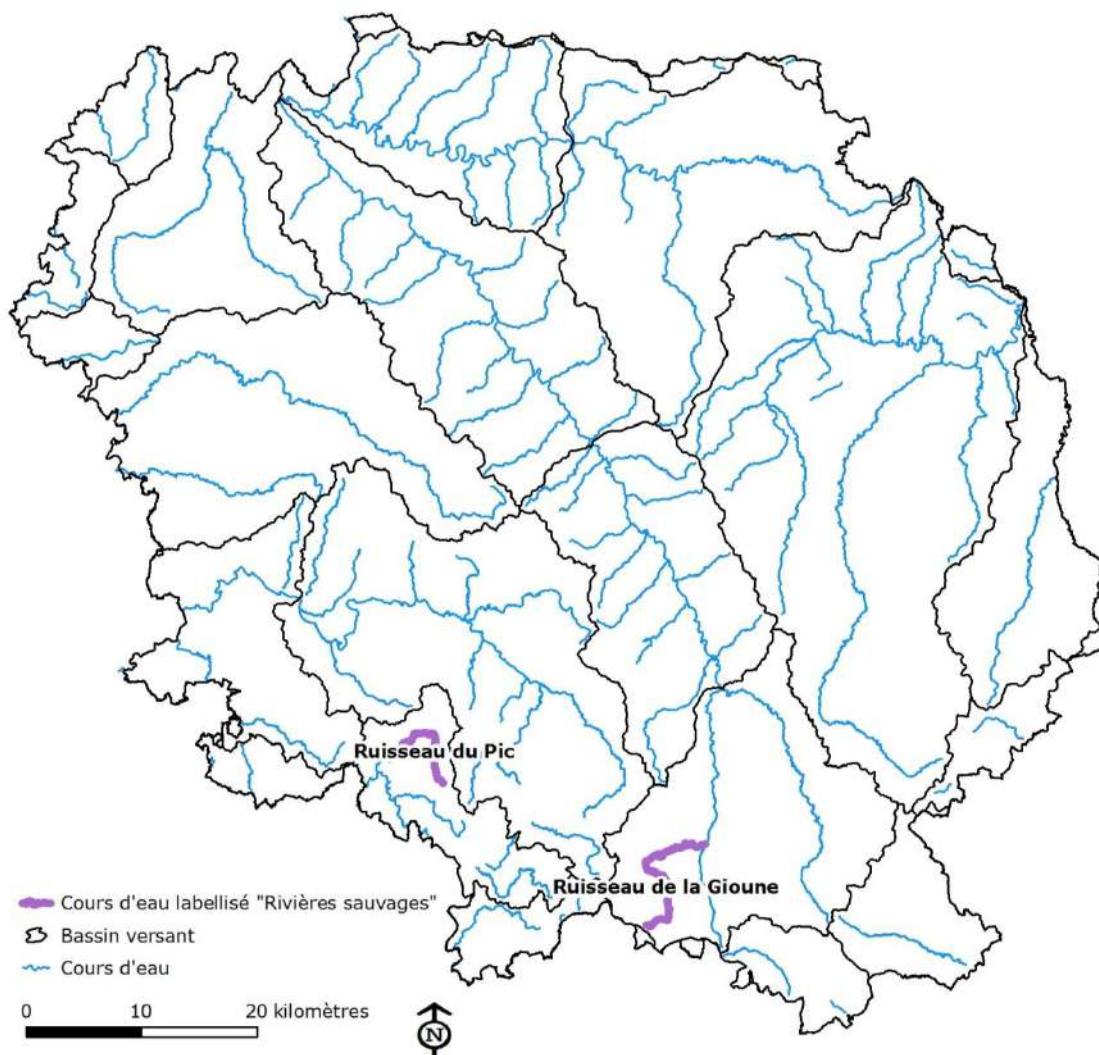 Ruisseau du Pic
Ruisseau de la Gioune
Cours d'eau labellisé "Rivières sauvages"
Bassin versant
Cours d'eau
0 10 20 kilomètres
N